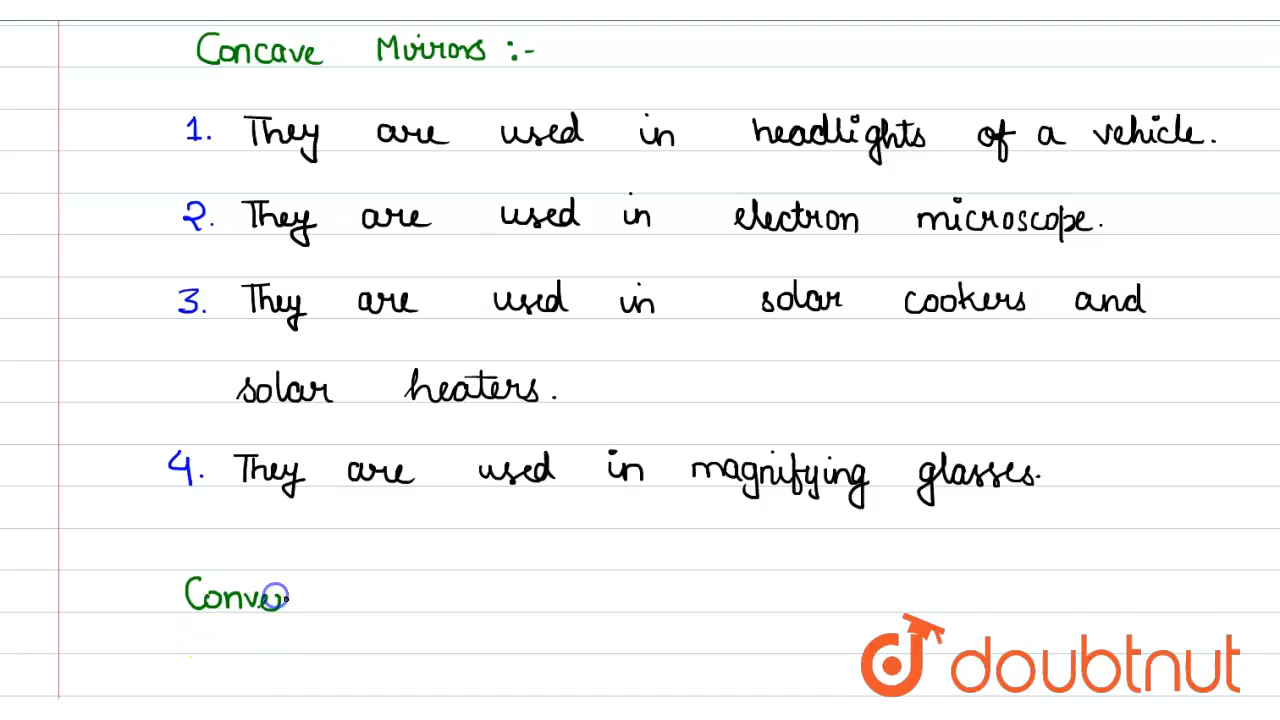 Concave Mirrors :-
1. They are used in headlights of a vehicle.
2. They are used in electron microscope.
3. They are used in solar cookers and
solar heaters.
4. They are used in magnifying glasses.
Conve
doubtnut